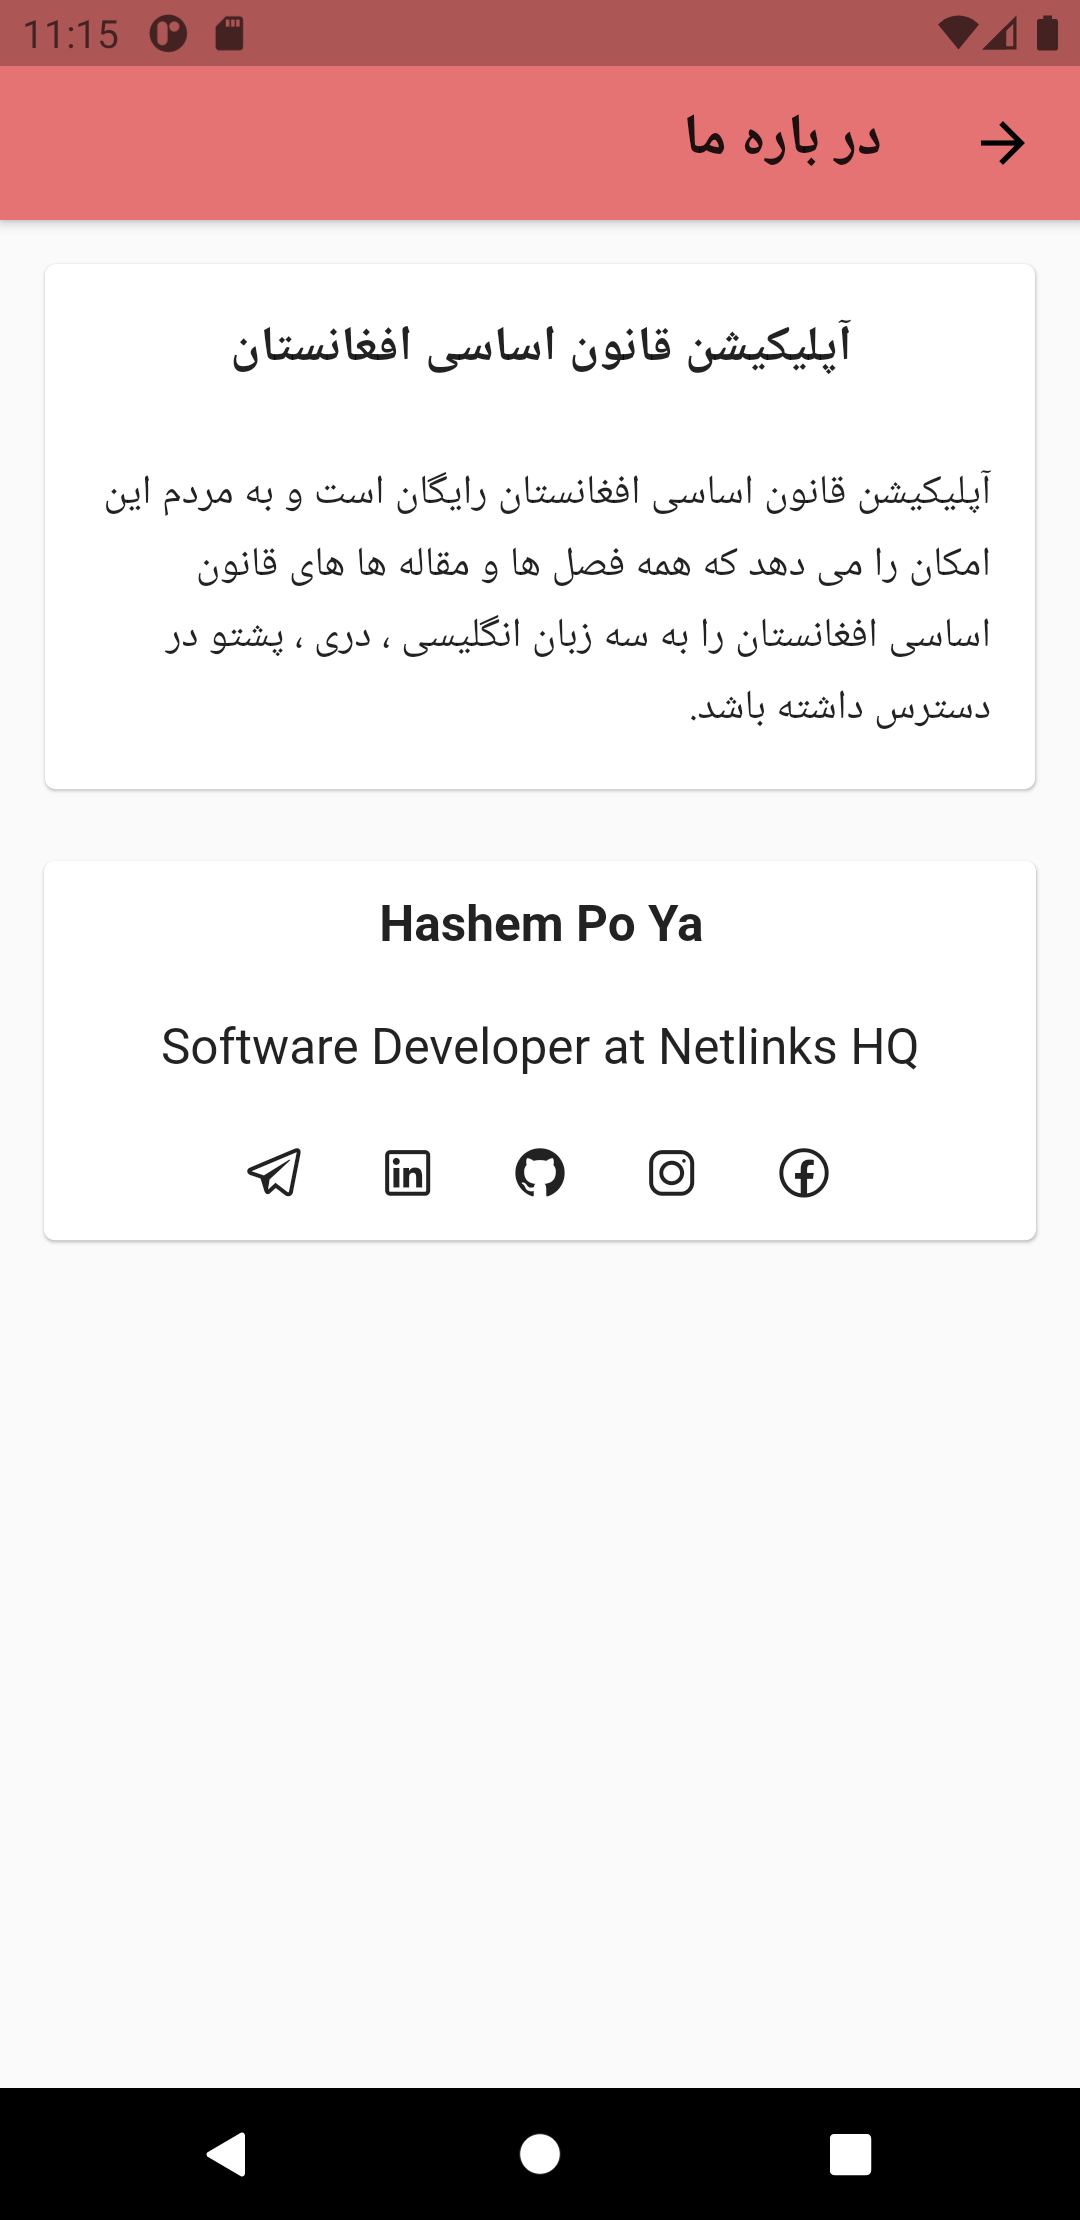 11:15
در باره ما
آپلیکیشن قانون اساسی افغانستان
آپلیکیشن قانون اساسی افغانستان رایگان است و به مردم این
امکان را می دهد که همه فصل ها و مقاله ها های قانون
اساسی افغانستان را به سه زبان انگلیسی ، دری ، پشتو در
دسترس داشته باشد.
Hashem Po Ya
Software Developer at Netlinks HQ